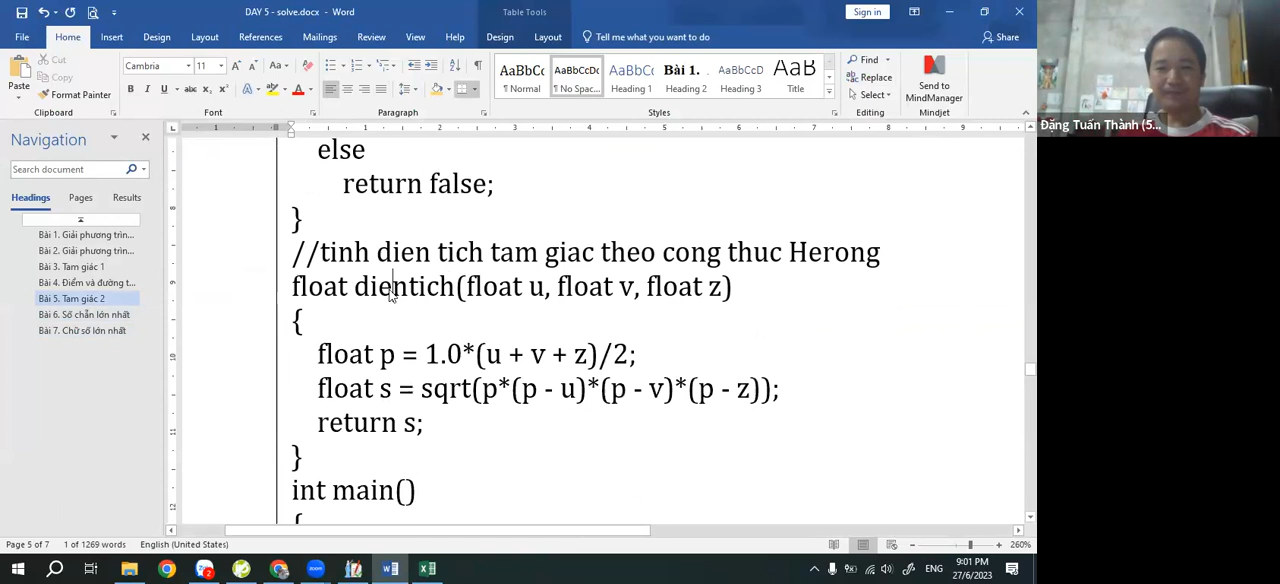 DAY 5 - solve.docx - Word
Table Tools
Sign in
File
Home
Insert
Design
Layout
References
Mailings
Review
View
Help
Design
Layout
Tell me what you want to do
Share
Paste
Cut
Copy
Format Painter
Clipboard
Cambria
11
Font
Paragraph
AaBbCc
¶ Normal
AaBbCcDc
¶ No Spac...
AaBbCc
Heading 1
Bài 1.
Heading 2
AaBbCcD
Heading 3
AaB
Title
Styles
Find
Replace
Select
Editing
Send to
MindManager
Mindjet
Đặng Tuấn Thành (5...
Navigation
Search document
Headings
Pages
Results
Bài 1. Giải phương trìn...
Bài 2. Giải phương trìn...
Bài 3. Tam giác 1
Bài 4. Điểm và đường t...
Bài 5. Tam giác 2
Bài 6. Số chẵn lớn nhất
Bài 7. Chữ số lớn nhất
else
return false;
}
//tinh dien tich tam giac theo cong thuc Herong
float dientich(float u, float v, float z)
{
float p = 1.0*(u + v + z)/2;
float s = sqrt(p*(p - u)*(p - v)*(p - z));
return s;
}
int main()
{
Page 5 of 7
1 of 1269 words
English (United States)
260%
ENG
9:01 PM
27/6/2023